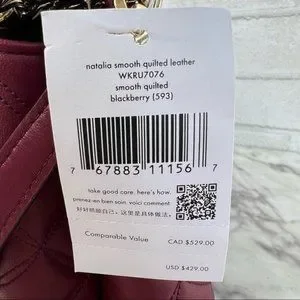 natalia smooth quilted leather
WKRU7076
smooth quilted
blackberry (593)
7 67883 11156 7
take good care. here's how.
prenez-en bien soin. voici comment.
好好照顾自己,这里是具体做法。
Comparable Value
CAD $529.00
USD $429.00